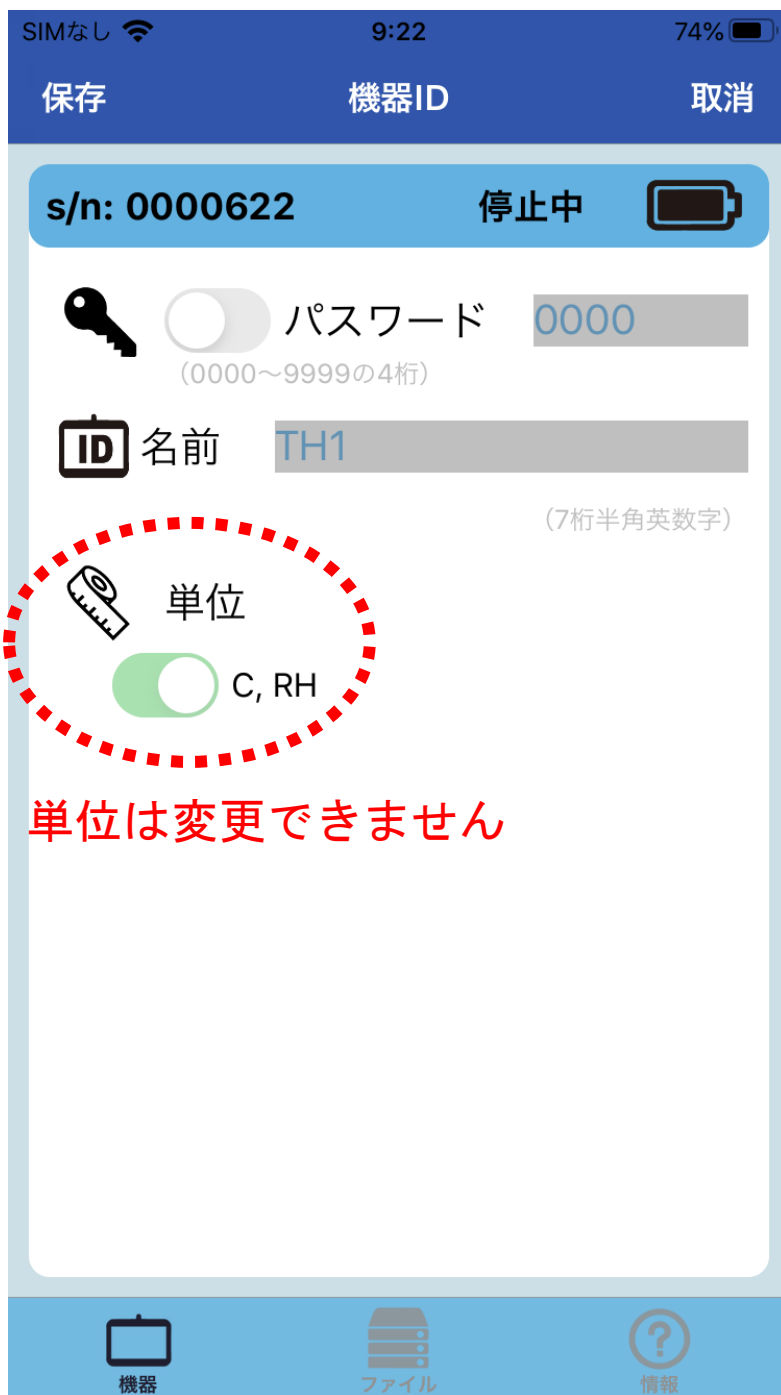 SIMなし 9:22 74%
保存 機器ID 取消
s/n: 0000622 停止中
パスワード 0000
（0000～9999の4桁）
ID 名前 TH1
（7桁半角英数字）
単位
C, RH
単位は変更できません
機器 ファイル 情報